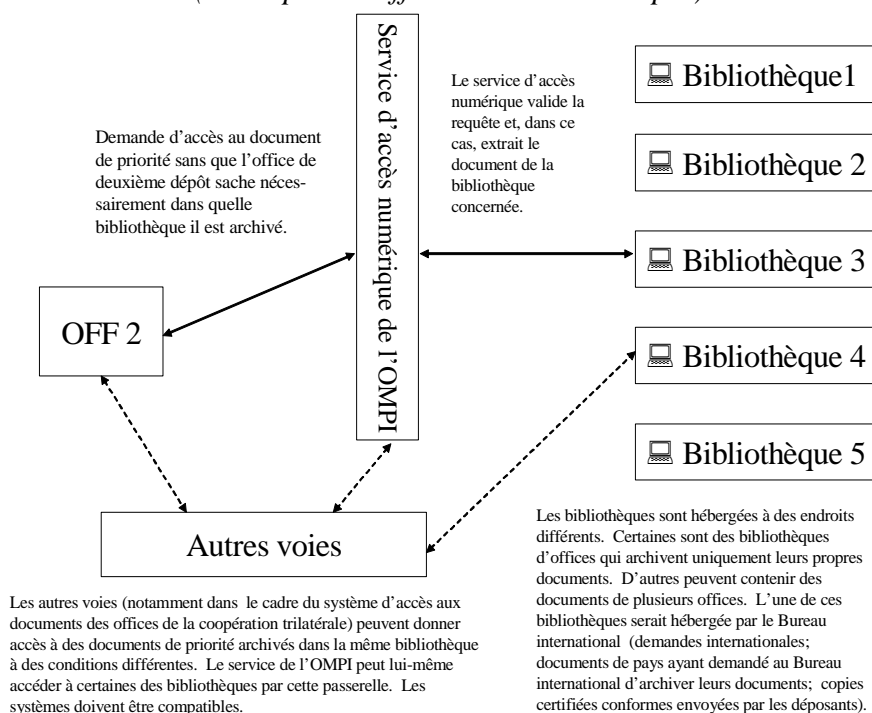 Service d'accès numérique de l'OMPI
Le service d'accès
numérique valide la
requête et, dans ce
cas, extrait le
document de la
bibliothèque
concernée.
Bibliothèque1
Bibliothèque 2
Bibliothèque 3
Bibliothèque 4
Bibliothèque 5
Demande d'accès au document
de priorité sans que l'office de
deuxième dépôt sache néces-
sairement dans quelle
bibliothèque il est archivé.
OFF 2
Autres voies
Les autres voies (notamment dans le cadre du système d'accès aux
documents des offices de la coopération trilatérale) peuvent donner
accès à des documents de priorité archivés dans la même bibliothèque
à des conditions différentes. Le service de l'OMPI peut lui-même
accéder à certaines des bibliothèques par cette passerelle. Les
systèmes doivent être compatibles.
Les bibliothèques sont hébergées à des endroits
différents. Certaines sont des bibliothèques
d'offices qui archivent uniquement leurs propres
documents. D'autres peuvent contenir des
documents de plusieurs offices. L'une de ces
bibliothèques serait hébergée par le Bureau
international (demandes internationales;
documents de pays ayant demandé au Bureau
international d'archiver leurs documents; copies
certifiées conformes envoyées par les déposants).